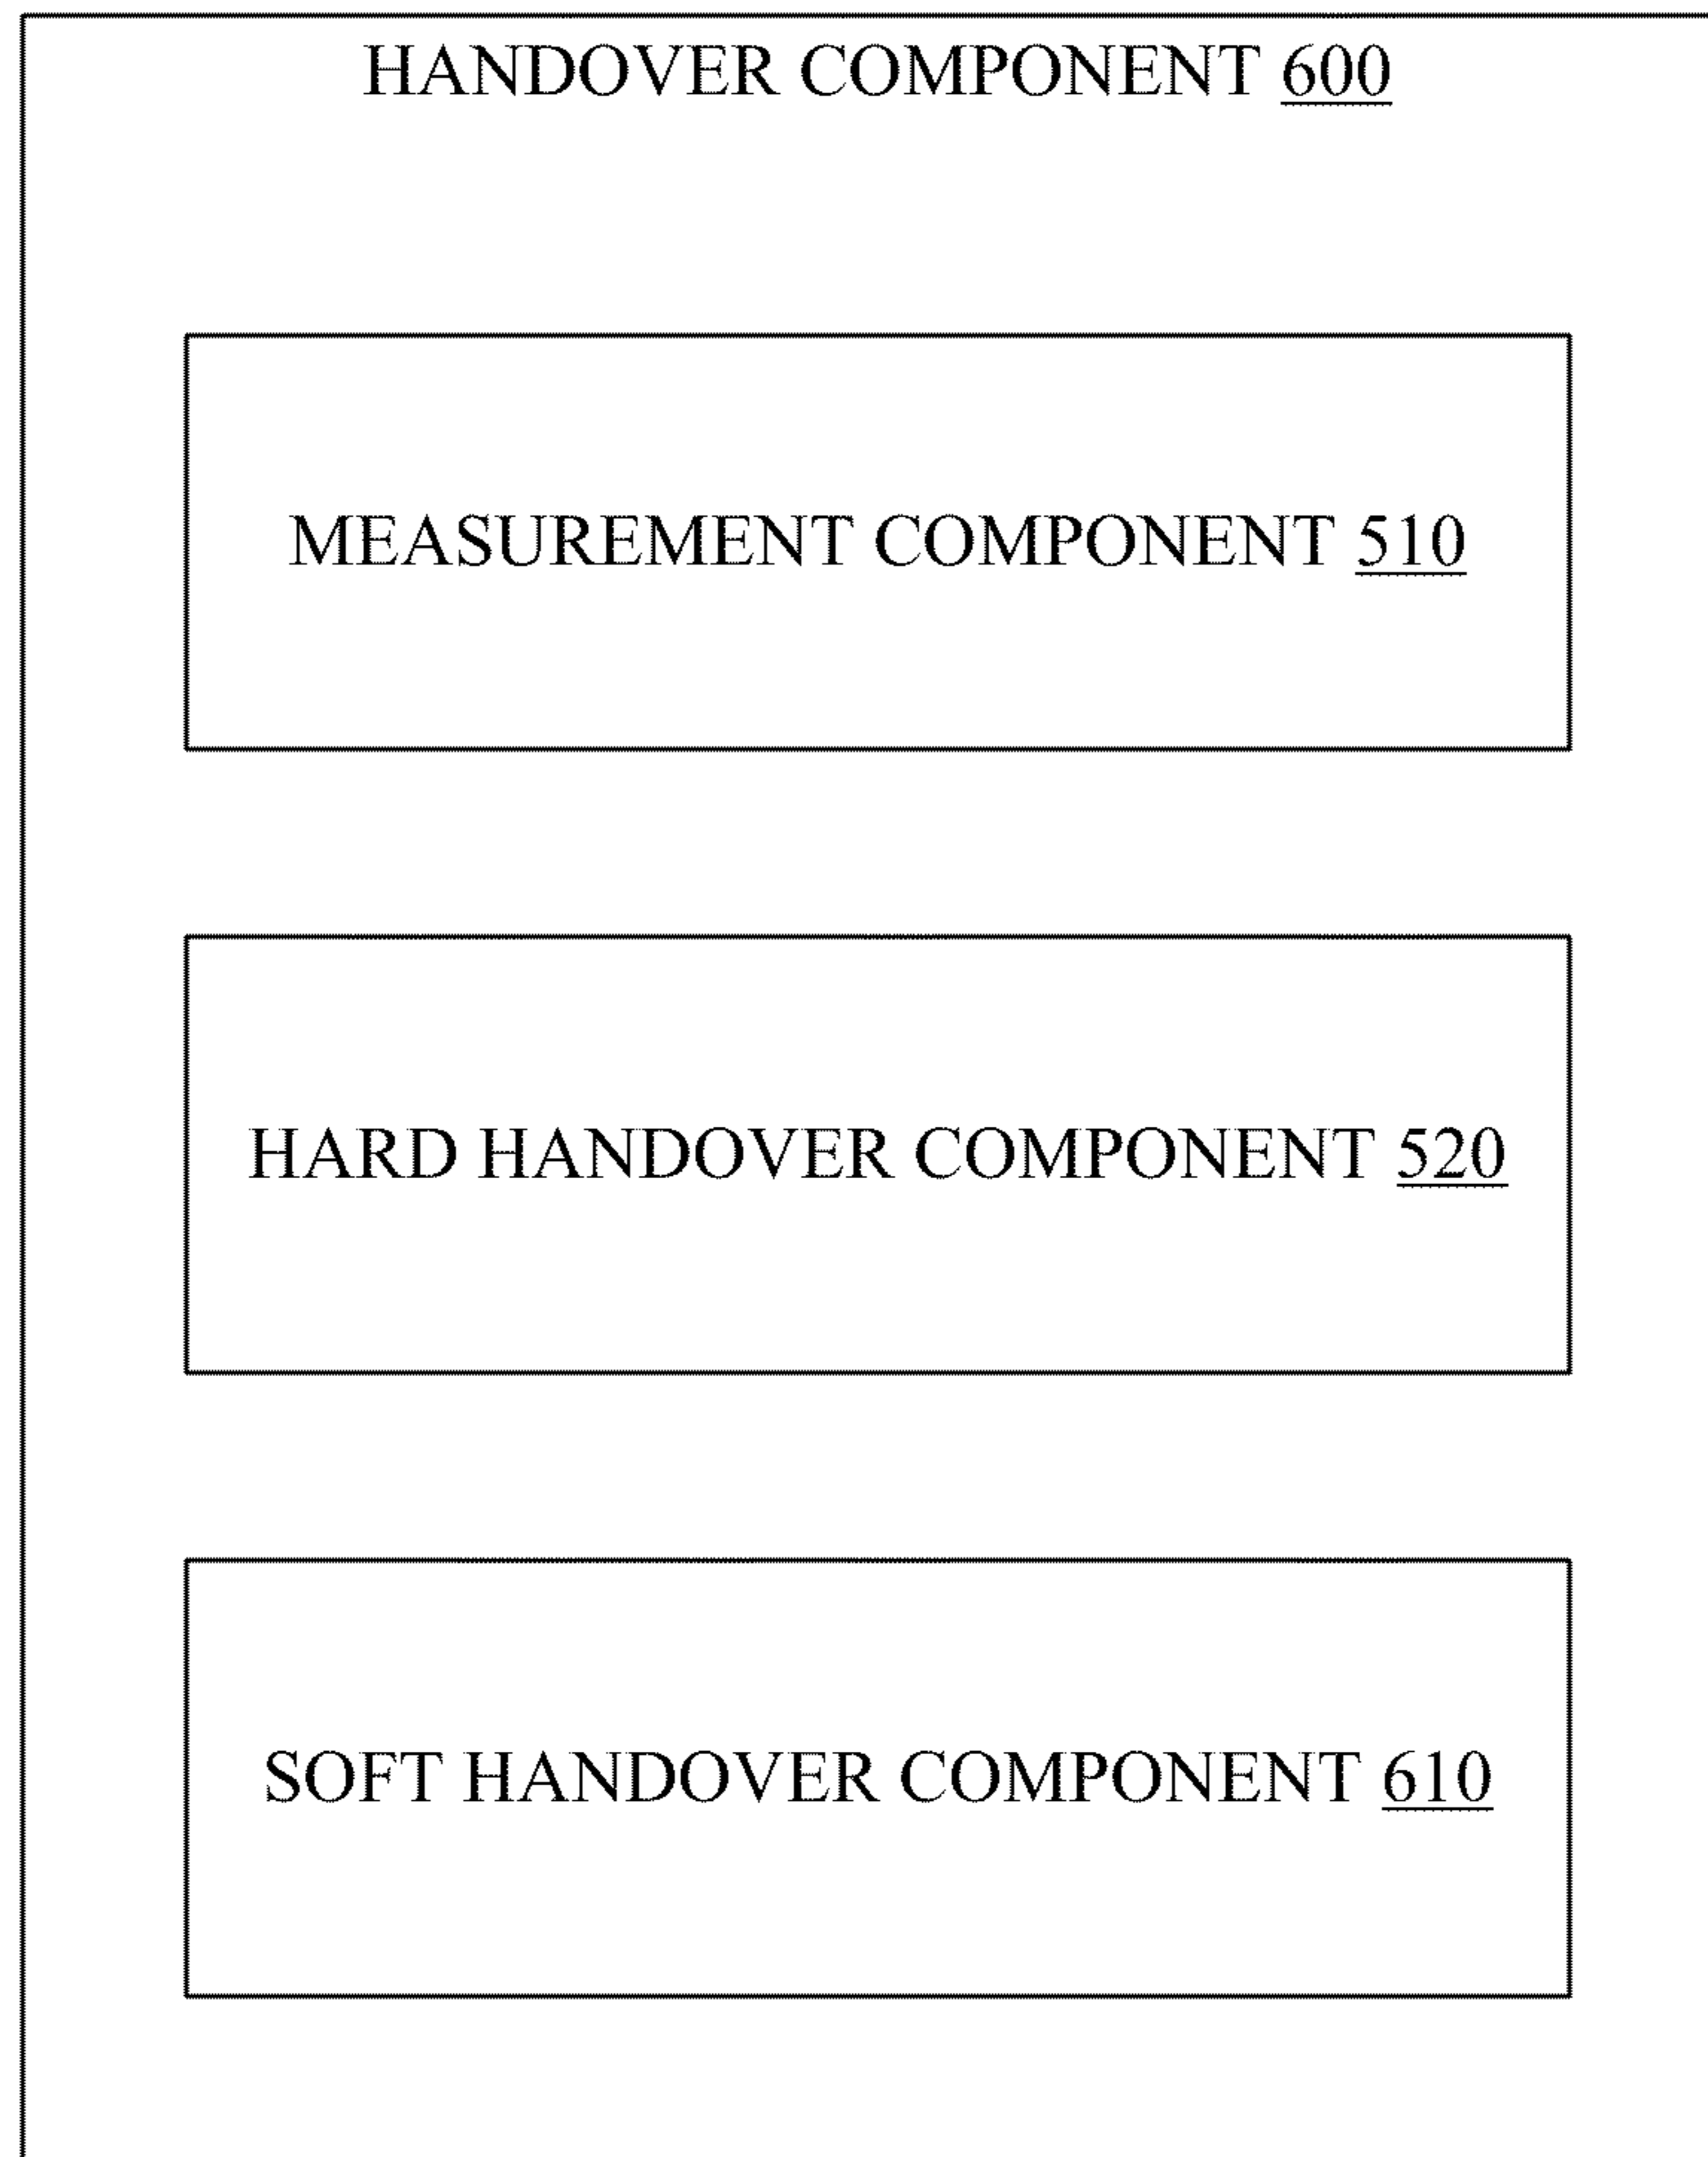 HANDOVER COMPONENT 600
MEASUREMENT COMPONENT 510
HARD HANDOVER COMPONENT 520
SOFT HANDOVER COMPONENT 610